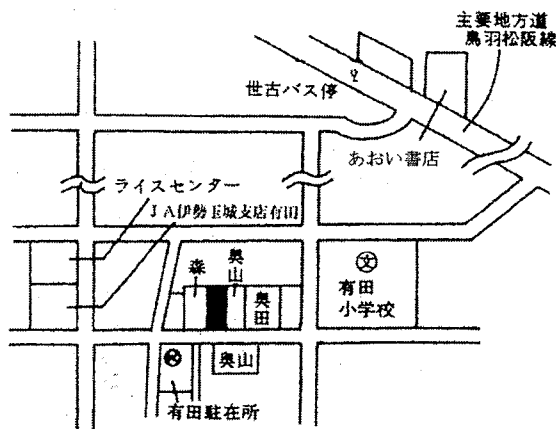 主要地方道
鳥羽松阪線
世古バス停
あおい書店
ライスセンター
JA伊勢玉城支店有田
森
奥山
奥田
文
有田
小学校
奥山
有田駐在所